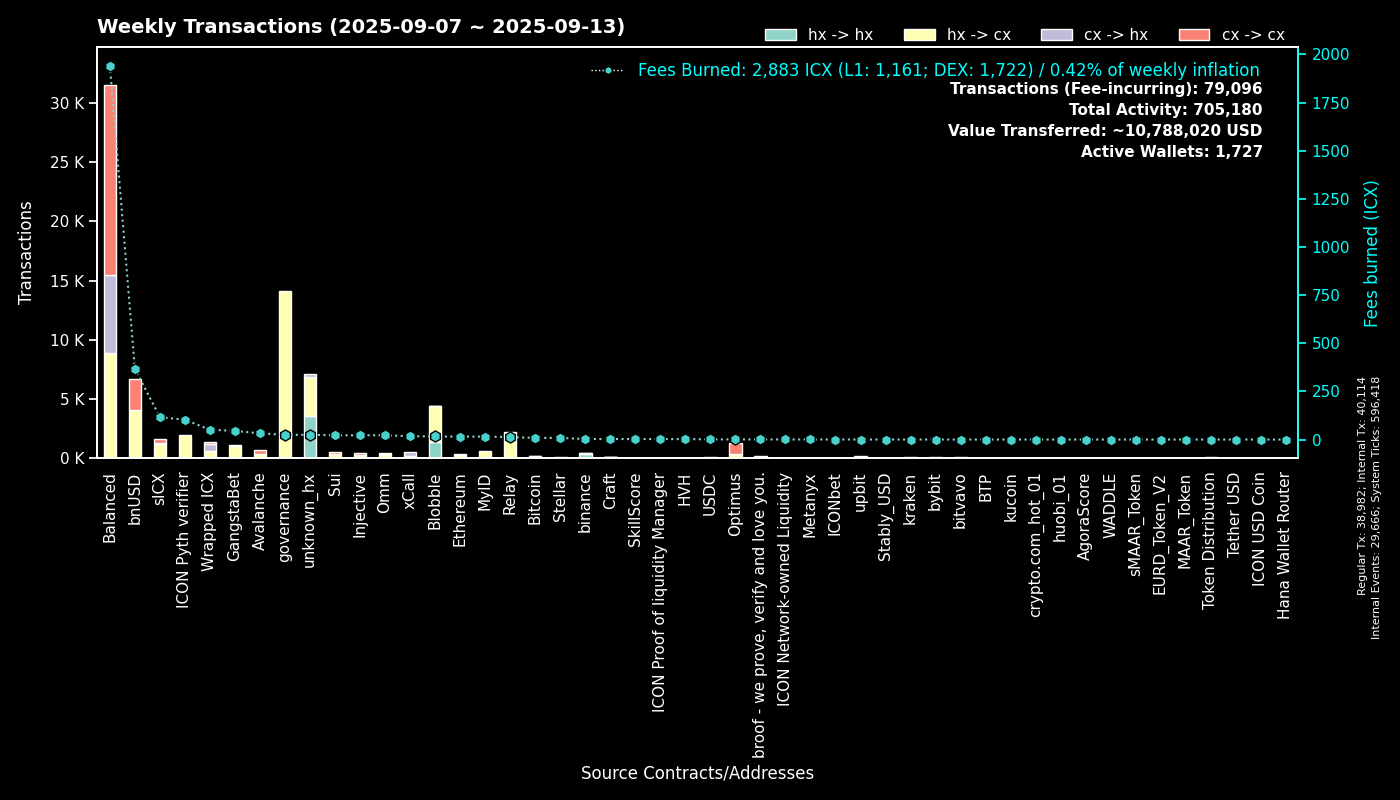 Weekly Transactions (2025-09-07 ~ 2025-09-13)
hx -> hx
hx -> cx
cx -> hx
cx -> cx
Fees Burned: 2,883 ICX (L1: 1,161; DEX: 1,722) / 0.42% of weekly inflation
Transactions (Fee-incurring): 79,096
Total Activity: 705,180
Value Transferred: ~10,788,020 USD
Active Wallets: 1,727
Transactions
30 K
25 K
20 K
15 K
10 K
5 K
0 K
2000
1750
1500
1250
1000
750
500
250
0
Fees burned (ICX)
Regular Tx: 38,982; Internal Tx: 40,114
Internal Events: 29,666; System Ticks: 596,418
Balanced
bnUSD
sICX
ICON Pyth verifier
Wrapped ICX
GangstaBet
Avalanche
governance
unknown_hx
Sui
Injective
Omm
xCall
Blobble
Ethereum
MyID
Relay
Bitcoin
Stellar
binance
Craft
SkillScore
ICON Proof of liquidity Manager
HVH
USDC
Optimus
broof - we prove, verify and love you.
ICON Network-owned Liquidity
Metanyx
ICONbet
upbit
Stably_USD
kraken
bybit
bitvavo
BTP
kucoin
crypto.com_hot_01
huobi_01
AgoraScore
WADDLE
sMAAR_Token
EURD_Token_V2
MAAR_Token
Token Distribution
Tether USD
ICON USD Coin
Hana Wallet Router
Source Contracts/Addresses